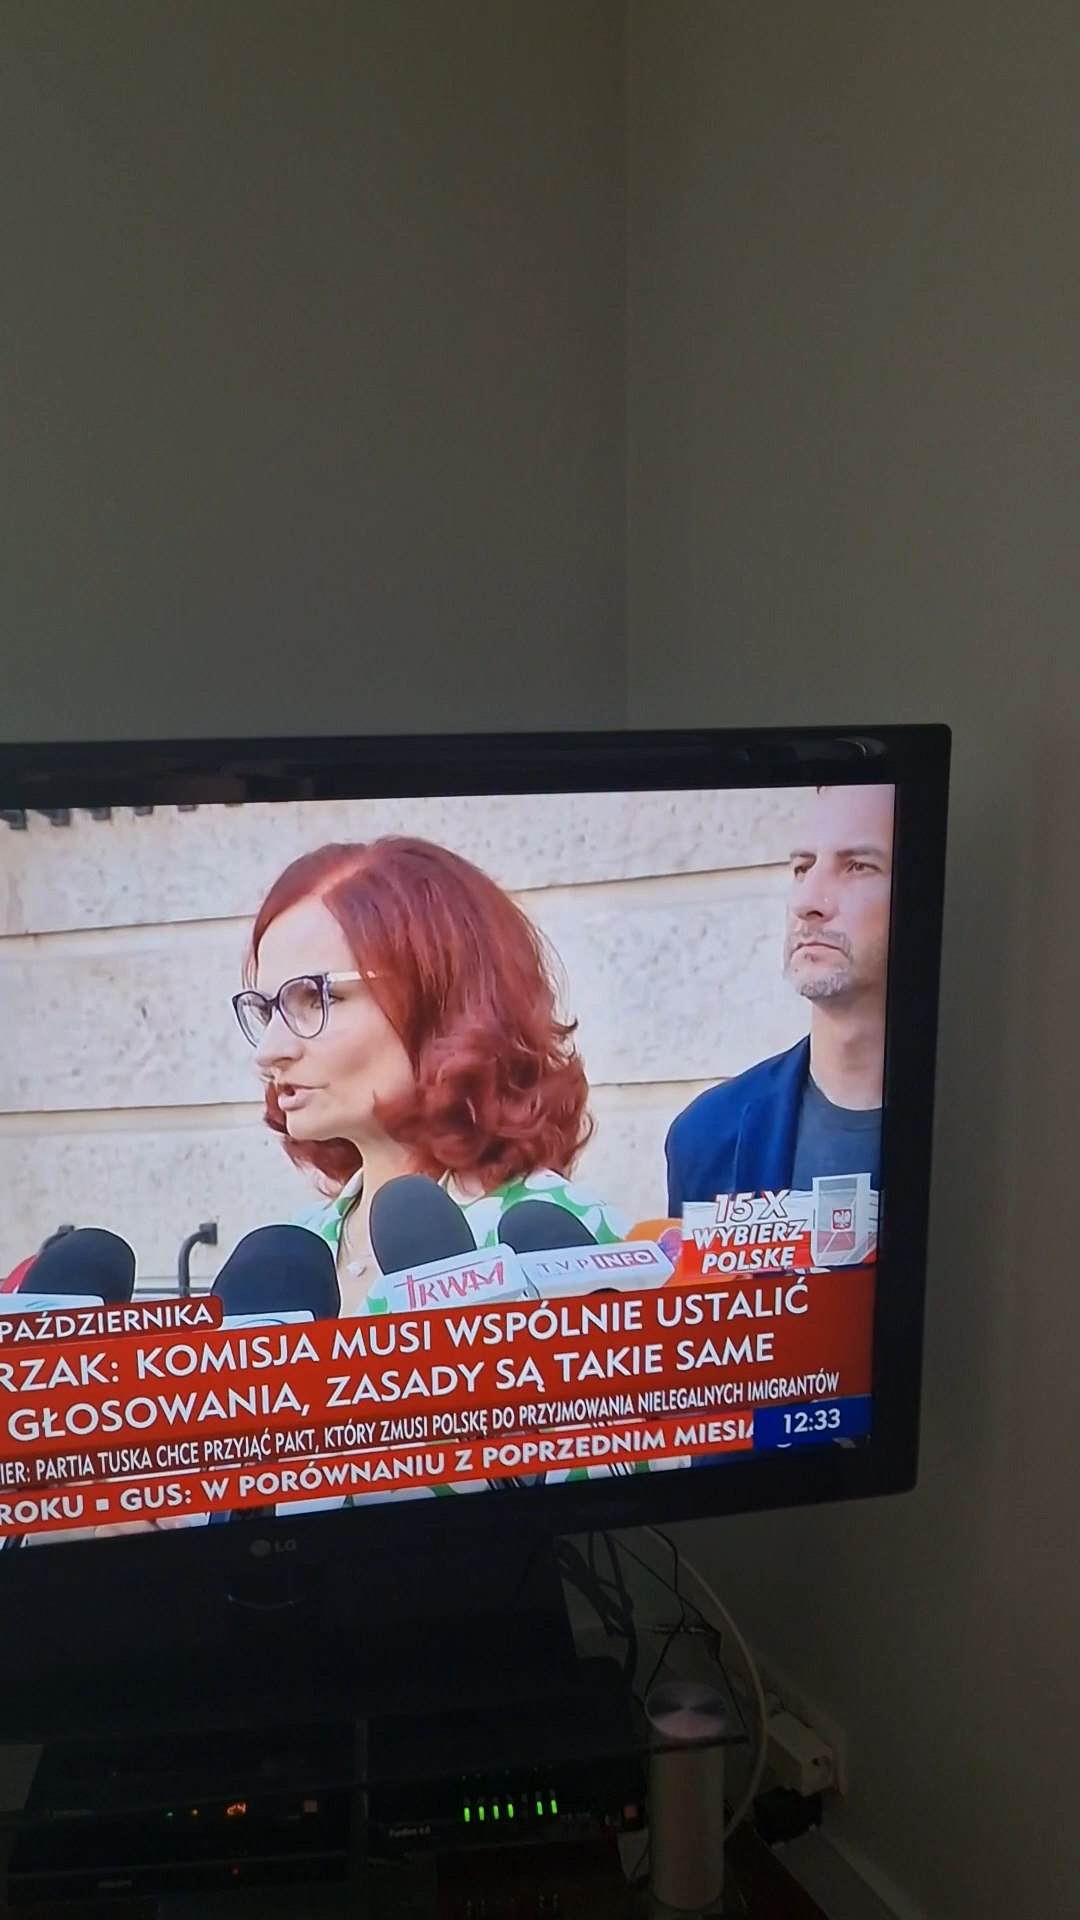 15 X
WYBIERZ
POLSKĘ
TRWAM
TVP INFO
PAŹDZIERNIKA
RZAK: KOMISJA MUSI WSPÓLNIE USTALIĆ
GŁOSOWANIA, ZASADY SĄ TAKIE SAME
IER: PARTIA TUSKA CHCE PRZYJĄĆ PAKT, KTÓRY ZMUSI POLSKĘ DO PRZYJMOWANIA NIELEGALNYCH IMIGRANTÓW
12:33
ROKU ▪ GUS: W PORÓWNANIU Z POPRZEDNIM MIESIĄ
LG